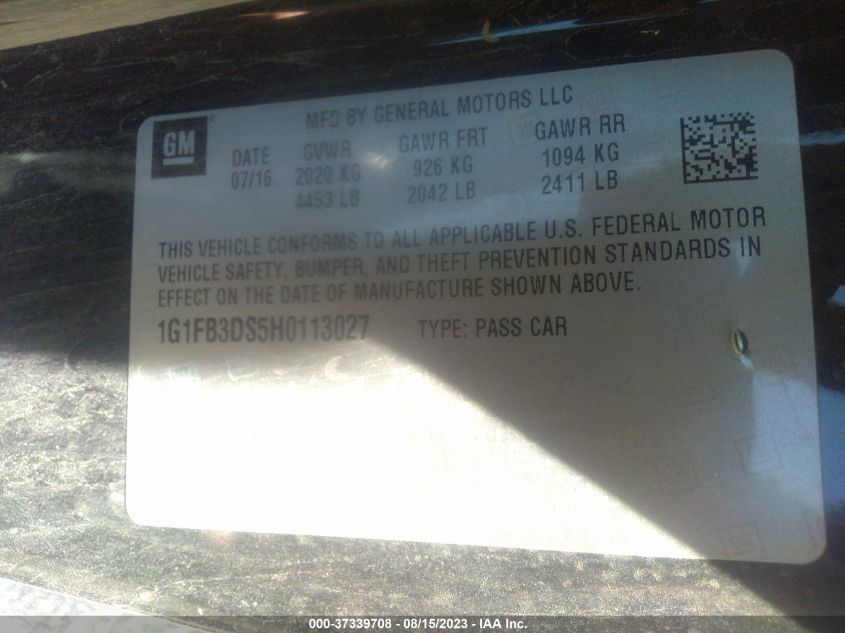 MFD BY GENERAL MOTORS LLC
GM
DATE GVWR GAWR FRT GAWR RR
07/16 2020 KG 926 KG 1094 KG
4453 LB 2042 LB 2411 LB
THIS VEHICLE CONFORMS TO ALL APPLICABLE U.S. FEDERAL MOTOR
VEHICLE SAFETY, BUMPER, AND THEFT PREVENTION STANDARDS IN
EFFECT ON THE DATE OF MANUFACTURE SHOWN ABOVE.
1G1FB3DS5H0113027 TYPE: PASS CAR
000-37339708 - 08/15/2023 - IAA Inc.